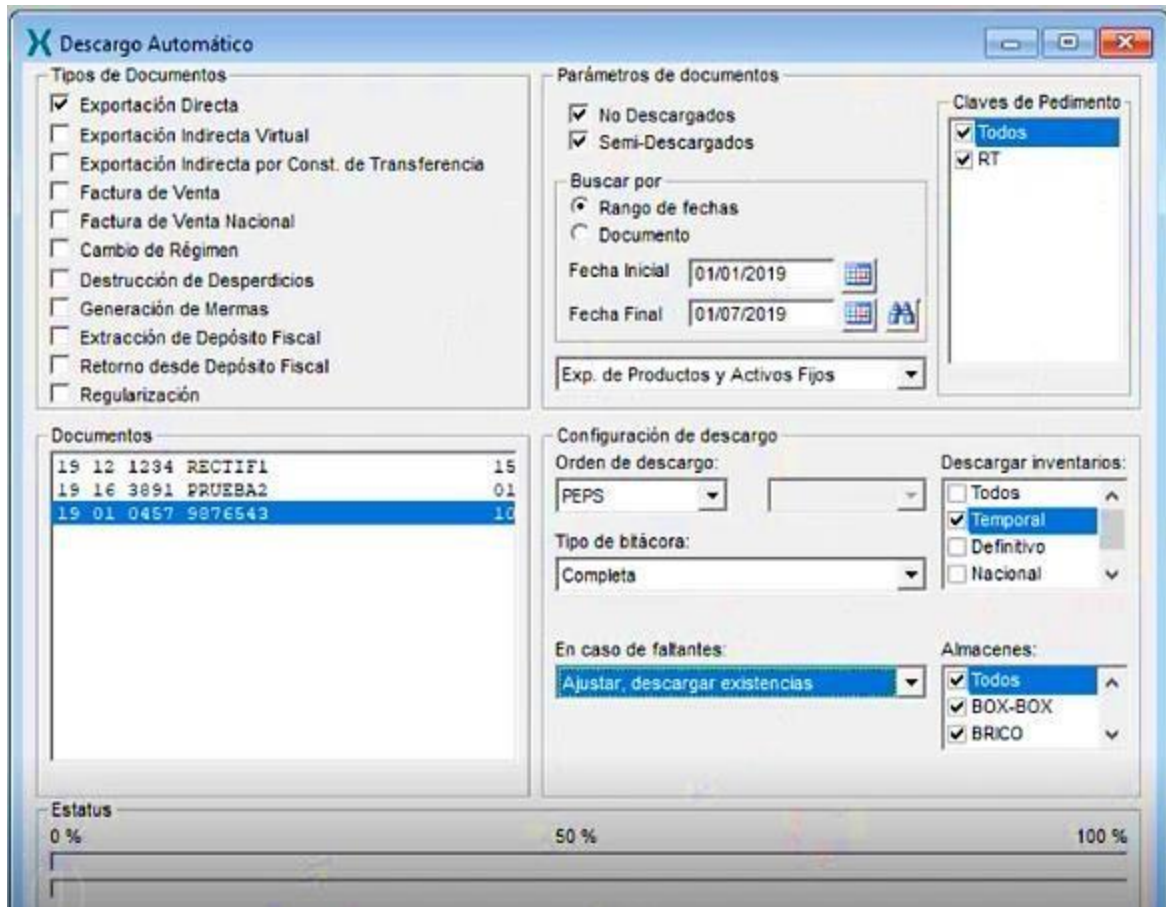 Descargo Automático
Tipos de Documentos
Exportación Directa
Exportación Indirecta Virtual
Exportación Indirecta por Const. de Transferencia
Factura de Venta
Factura de Venta Nacional
Cambio de Régimen
Destrucción de Desperdicios
Generación de Mermas
Extracción de Depósito Fiscal
Retorno desde Depósito Fiscal
Regularización
Parámetros de documentos
No Descargados
Semi-Descargados
Buscar por
Rango de fechas
Documento
Fecha Inicial 01/01/2019
Fecha Final 01/07/2019
Exp. de Productos y Activos Fijos
Claves de Pedimento
Todos
RT
Documentos
19 12 1234 RECTIF1 15
19 16 3891 PRUEBA2 01
19 01 0457 9876543 10
Configuración de descargo
Orden de descargo:
PEPS
Tipo de bitácora:
Completa
En caso de faltantes:
Ajustar, descargar existencias
Descargar inventarios:
Todos
Temporal
Definitivo
Nacional
Almacenes:
Todos
BOX-BOX
BRICO
Estatus
0 % 50 % 100 %